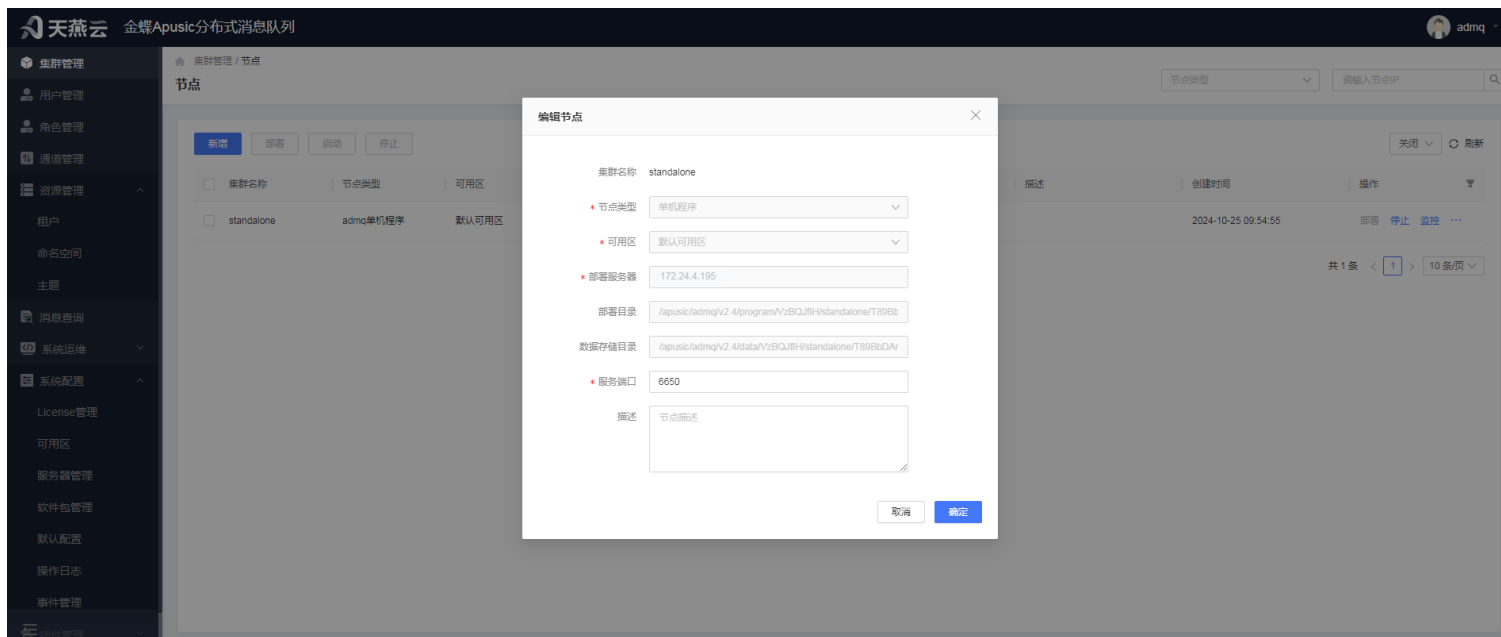 天燕云 金蝶Apusic分布式消息队列 admq
集群管理
用户管理
角色管理
通道管理
资源管理
租户
命名空间
主题
消息查询
系统运维
系统配置
License管理
可用区
服务器管理
软件包管理
默认配置
操作日志
事件管理
集群管理 / 节点
节点 节点类型 请输入节点IP
新增 部署 启动 停止 关闭 刷新
集群名称 节点类型 可用区 描述 创建时间 操作
standalone admq单机程序 默认可用区 2024-10-25 09:54:55 部署 停止 监控 ···
共 1 条 < 1 > 10 条/页
编辑节点
集群名称 standalone
* 节点类型 单机程序
* 可用区 默认可用区
* 部署服务器 172.24.4.195
部署目录 /apusic/admq/v2.4/program/VzBQJflH/standalone/T89Bt
数据存储目录 /apusic/admq/v2.4/data/VzBQJflH/standalone/T89BbDAr
* 服务端口 6650
描述 节点描述
取消 确定